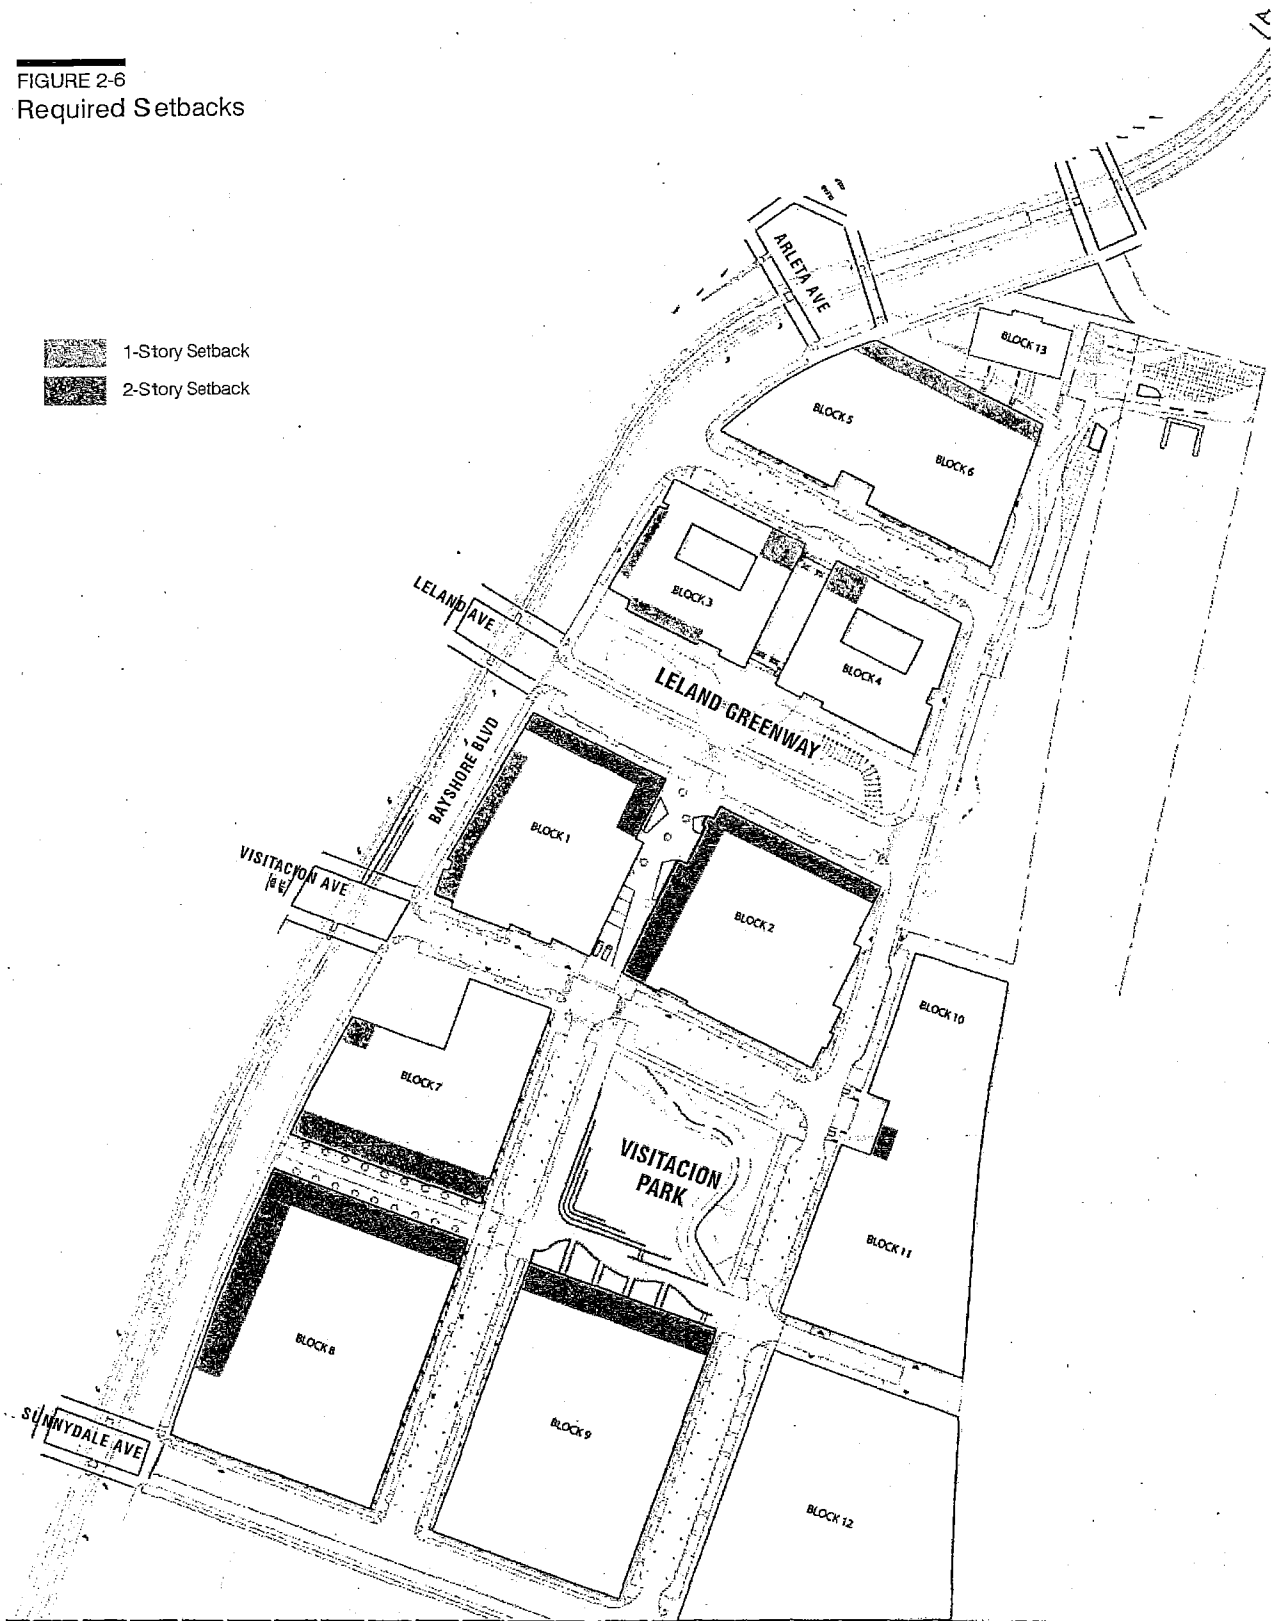 FIGURE 2-6
Required Setbacks
1-Story Setback
2-Story Setback
ARLETA AVE
BLOCK 13
BLOCK 5
BLOCK 6
LELAND AVE
BLOCK 3
BLOCK 4
LELAND GREENWAY
BAYSHORE BLVD
BLOCK 1
VISITACION AVE
BLOCK 2
BLOCK 10
BLOCK 7
VISITACION
PARK
BLOCK 11
BLOCK 8
BLOCK 9
SUNNYDALE AVE
BLOCK 12